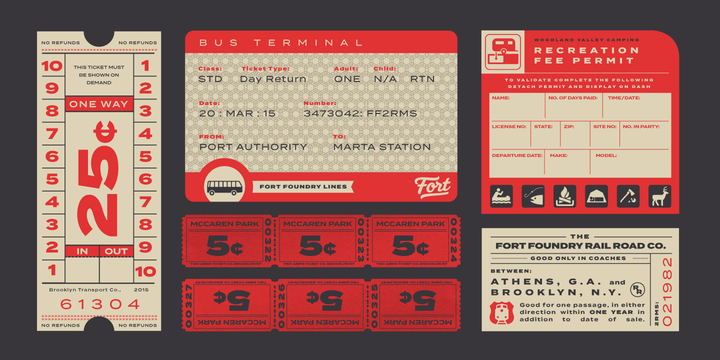 NO REFUNDS
NO REFUNDS
10
9
8
7
6
5
4
3
2
1
THIS TICKET MUST
BE SHOWN ON
DEMAND
ONE WAY
25¢
IN OUT
1
2
3
4
5
6
7
8
9
10
Brooklyn Transport Co., 2015
61304
NO REFUNDS
NO REFUNDS
BUS TERMINAL
Class: Ticket Type: Adult: Child:
STD Day Return ONE N/A RTN
Date: Number:
20 : MAR : 15 3473042: FF2RMS
FROM: TO:
PORT AUTHORITY MARTA STATION
FORT FOUNDRY LINES
Fort
MCCAREN PARK
5¢
00322
MCCAREN PARK
5¢
00323
MCCAREN PARK
5¢
00324
00327
MCCAREN PARK
5¢
00326
MCCAREN PARK
5¢
00325
MCCAREN PARK
5¢
WOODLAND VALLEY CAMPING
RECREATION
FEE PERMIT
TO VALIDATE COMPLETE THE FOLLOWING
DETACH PERMIT AND DISPLAY ON DASH
NAME: NO. OF DAYS PAID: TIME/DATE:
LICENSE NO: STATE: ZIP: SITE NO: NO. IN PARTY:
DEPARTURE DATE: MAKE: MODEL:
THE
FORT FOUNDRY RAIL ROAD CO.
GOOD ONLY IN COACHES
BETWEEN:
ATHENS, G.A. and
BROOKLYN, N.Y.
Good for one passage, in either
direction within ONE YEAR in
addition to date of sale.
2RMS:
021982